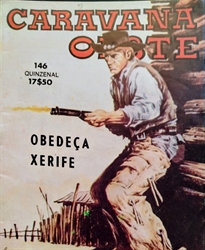 CARAVANA
OESTE
146
QUINZENAL
17$50
OBEDEÇA
XERIFE